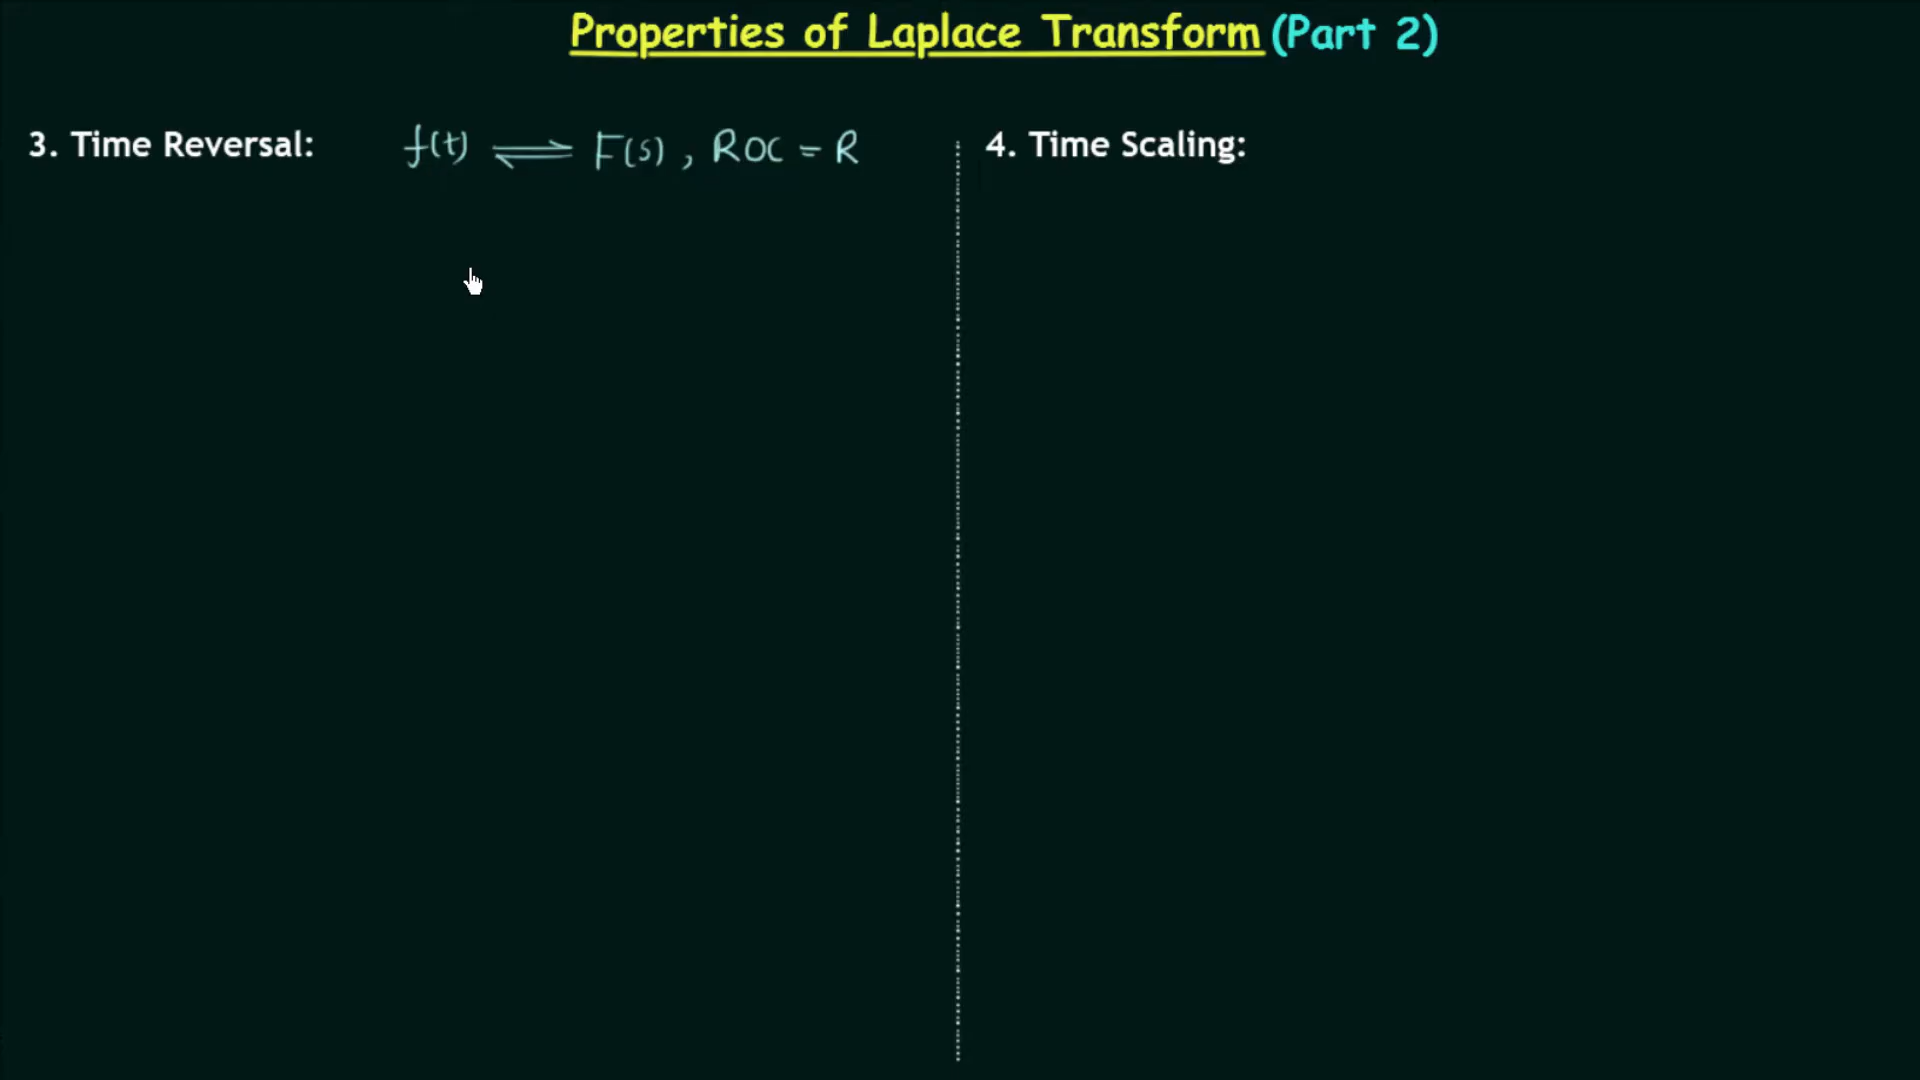 Properties of Laplace Transform (Part 2)
3. Time Reversal: f(t) ⇌ F(s), ROC = R
4. Time Scaling: